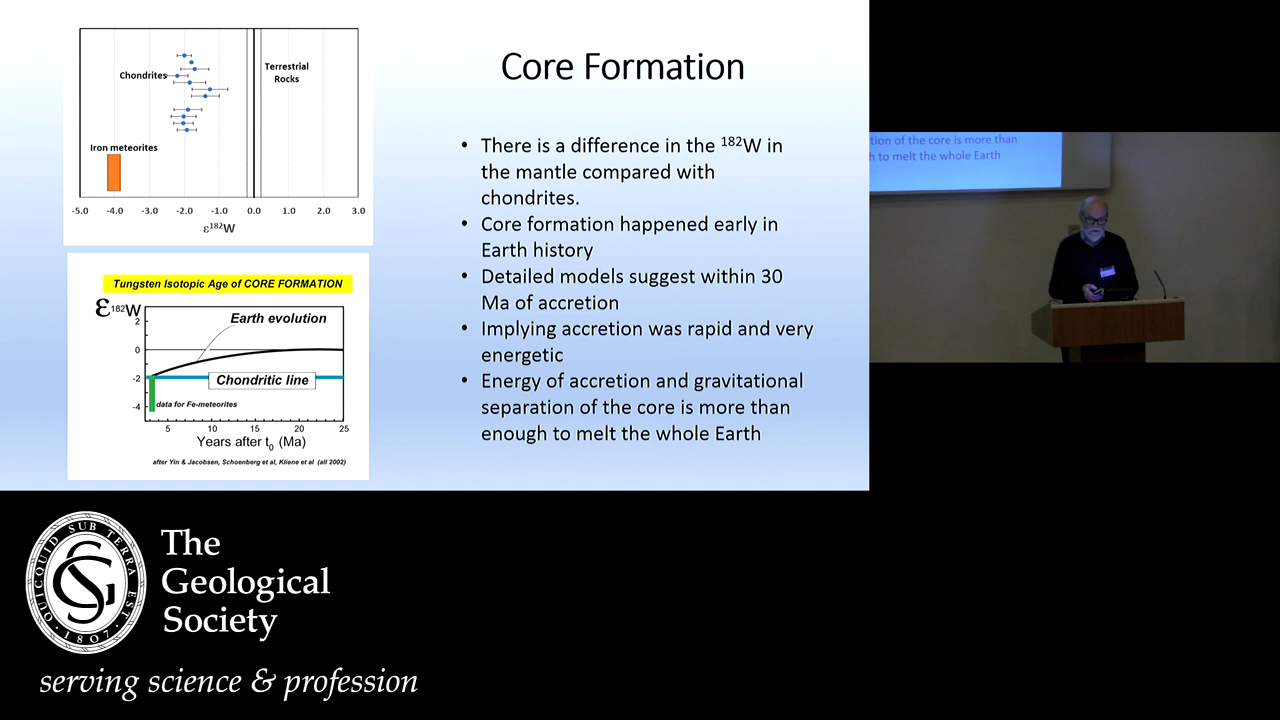 Core Formation
• There is a difference in the ¹⁸²W in
the mantle compared with
chondrites.
• Core formation happened early in
Earth history
• Detailed models suggest within 30
Ma of accretion
• Implying accretion was rapid and very
energetic
• Energy of accretion and gravitational
separation of the core is more than
enough to melt the whole Earth
Chondrites
Terrestrial
Rocks
Iron meteorites
-5.0 -4.0 -3.0 -2.0 -1.0 0.0 1.0 2.0 3.0
ε¹⁸²W
Tungsten Isotopic Age of CORE FORMATION
ε182W
2
0
-2
-4
Earth evolution
Chondritic line
data for Fe-meteorites
5 10 15 20 25
Years after t₀ (Ma)
after Yin & Jacobsen, Schoenberg et al, Kliene et al (all 2002)
tion of the core is more than
h to melt the whole Earth
QUICQUID SUB TERRA EST
· 1807 ·
GS
The
Geological
Society
serving science & profession